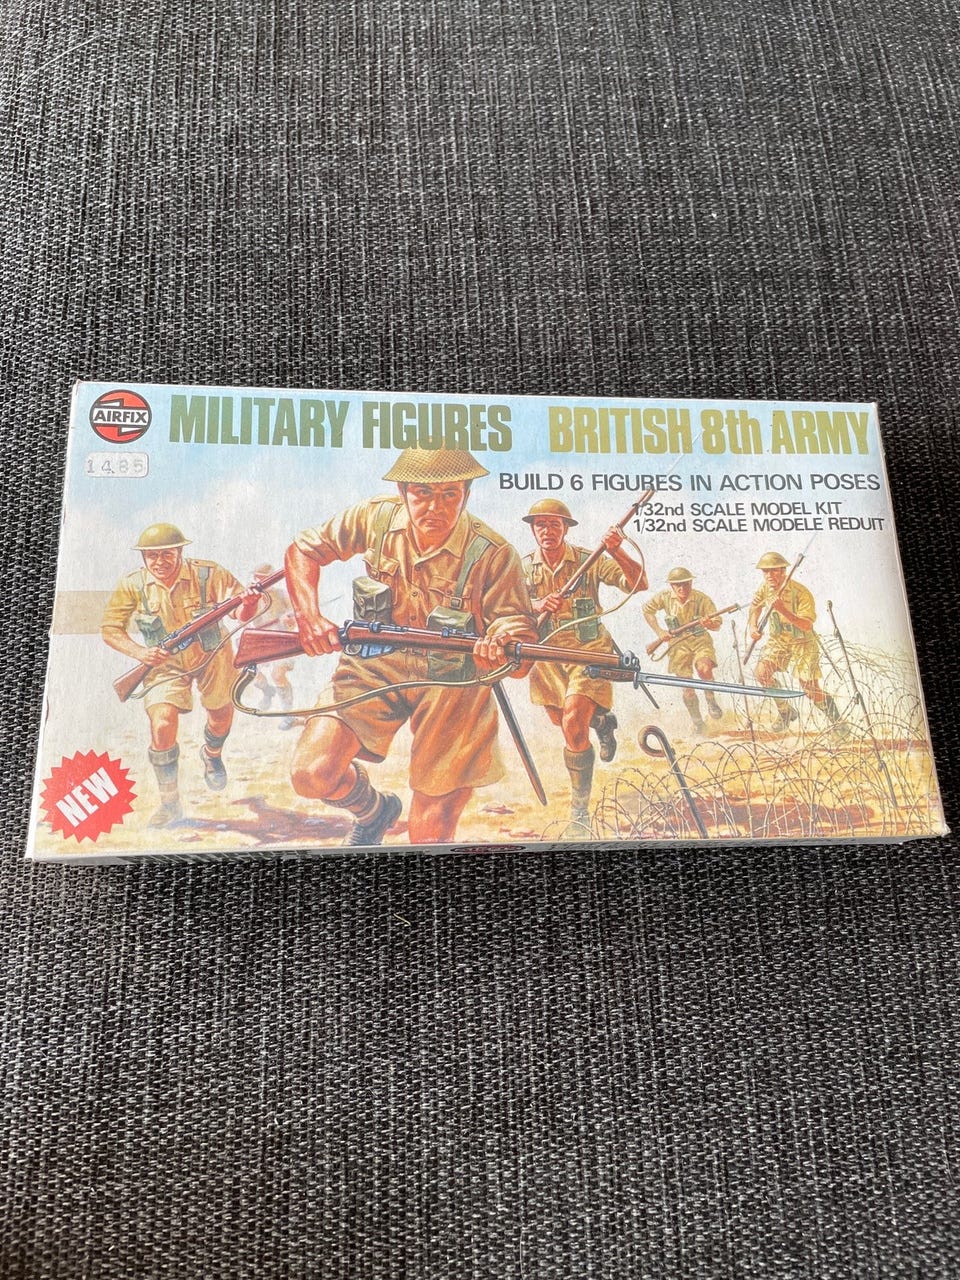 AIRFIX
MILITARY FIGURES BRITISH 8th ARMY
1485
BUILD 6 FIGURES IN ACTION POSES
1/32nd SCALE MODEL KIT
1/32nd SCALE MODELE REDUIT
NEW